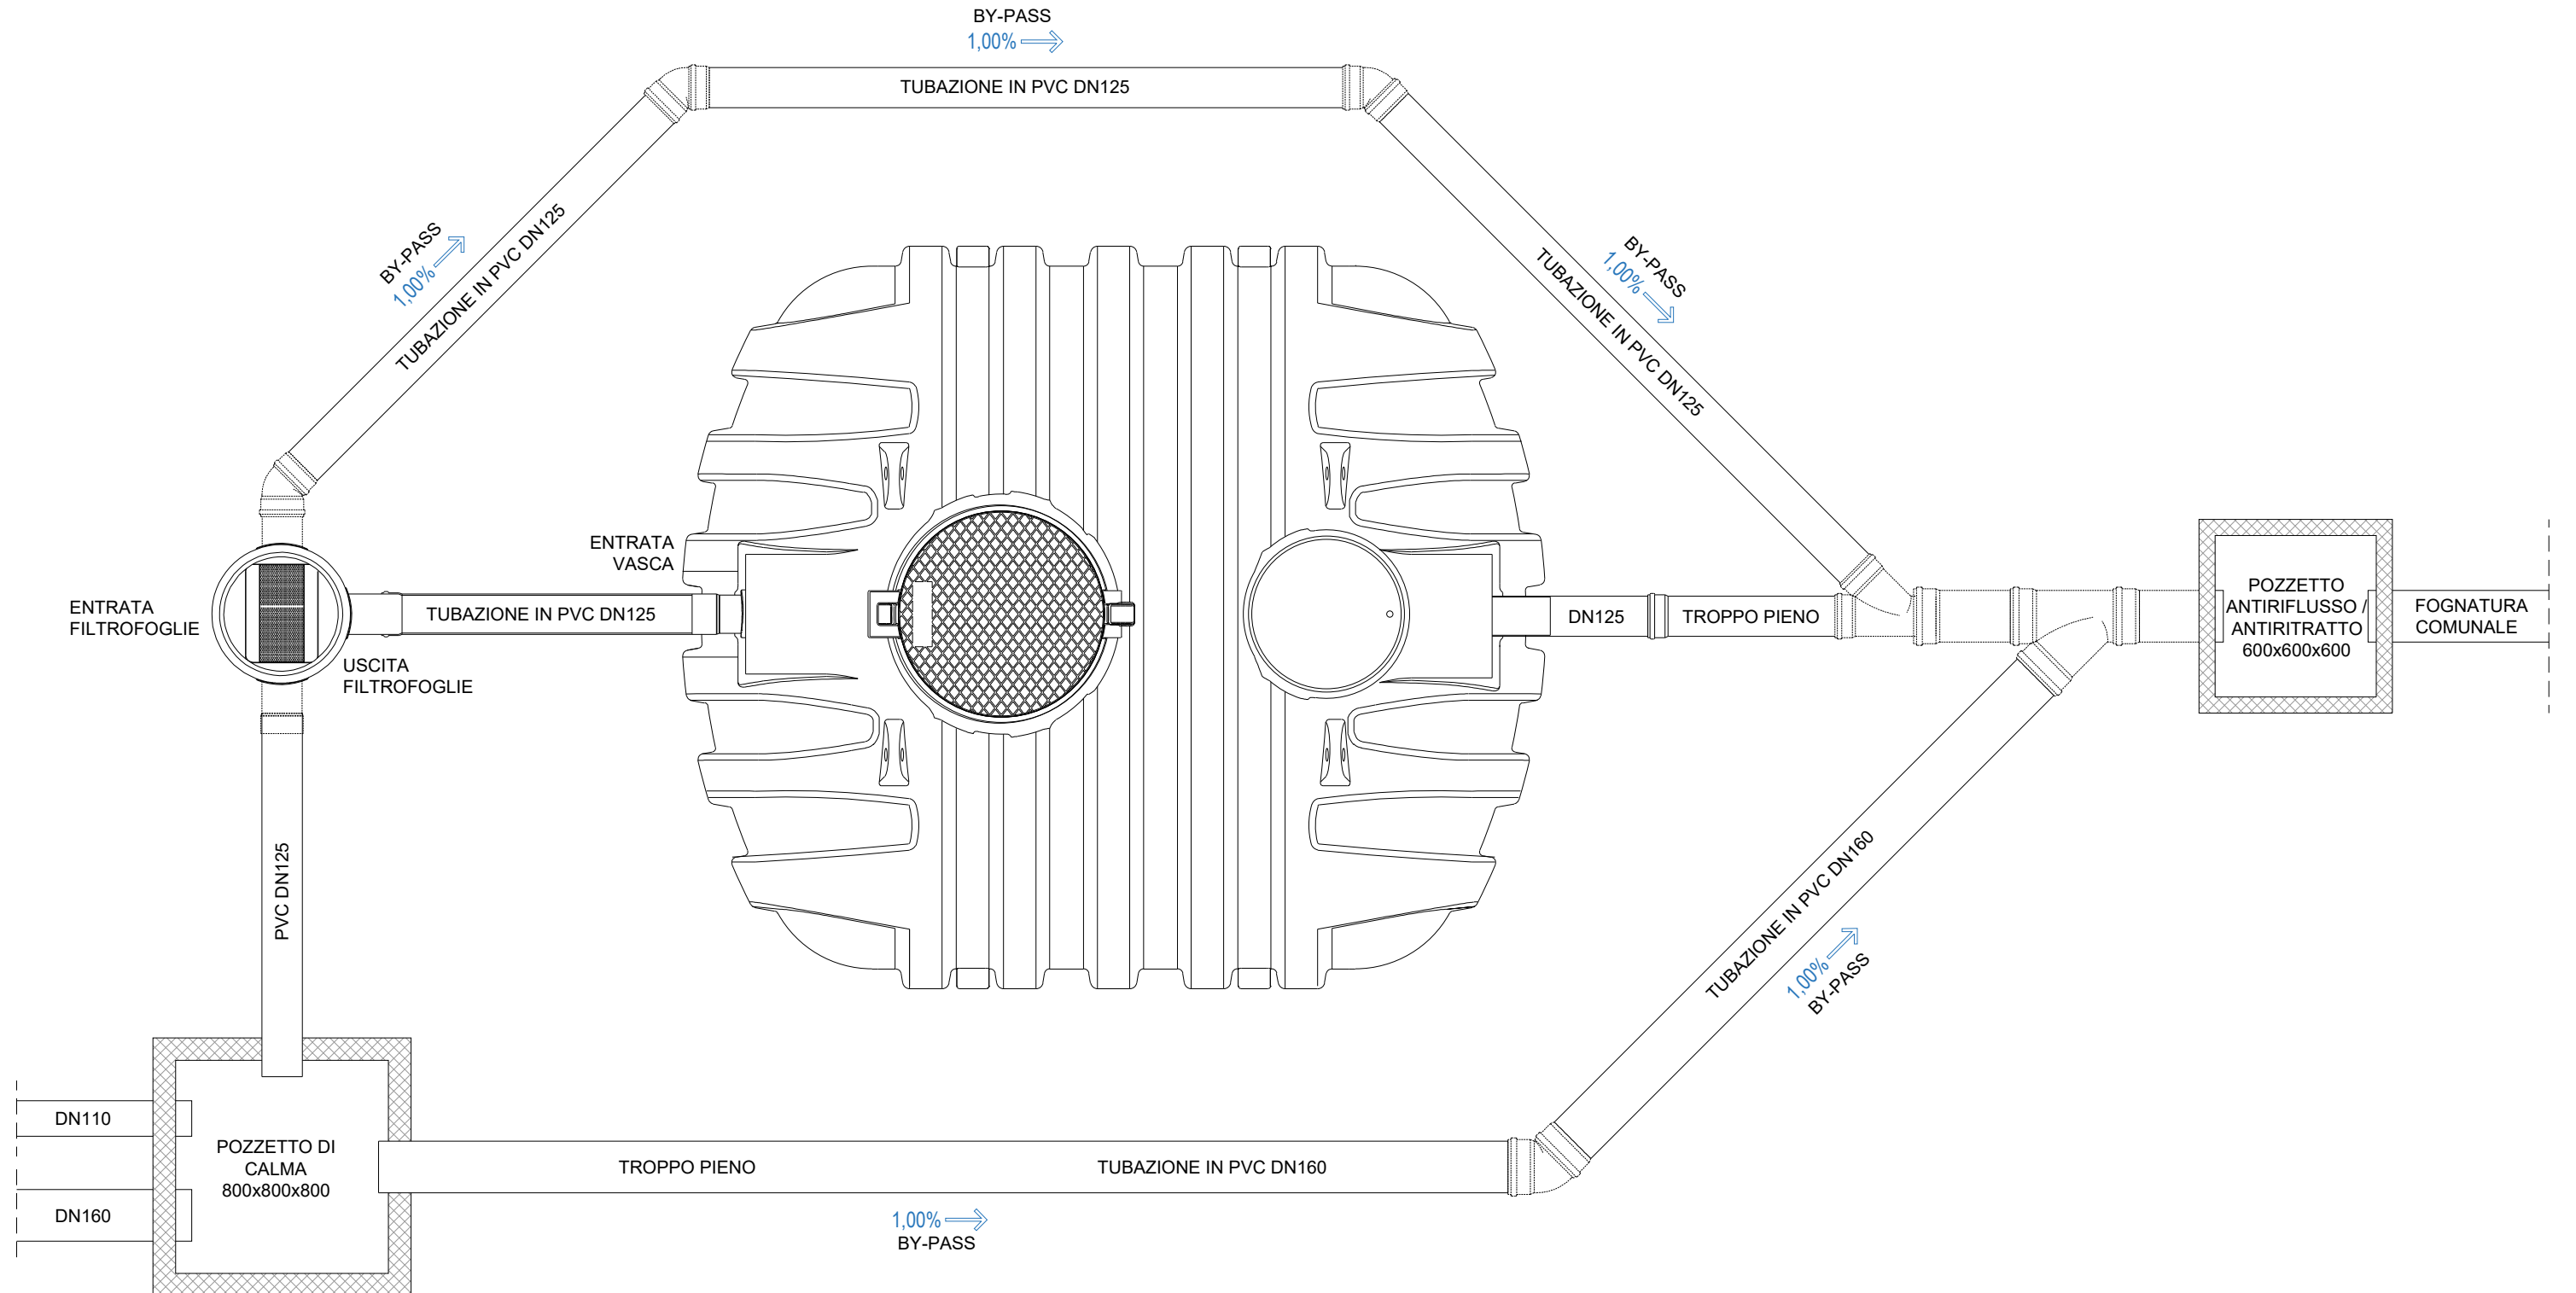 BY-PASS
1,00%
TUBAZIONE IN PVC DN125
BY-PASS
1,00%
TUBAZIONE IN PVC DN125
BY-PASS
1,00%
TUBAZIONE IN PVC DN125
ENTRATA
VASCA
ENTRATA
FILTROFOGLIE
TUBAZIONE IN PVC DN125
USCITA
FILTROFOGLIE
DN125
TROPPO PIENO
POZZETTO
ANTIRIFLUSSO /
ANTIRITRATTO
600x600x600
FOGNATURA
COMUNALE
PVC DN125
TUBAZIONE IN PVC DN160
1,00%
BY-PASS
DN110
DN160
POZZETTO DI
CALMA
800x800x800
TROPPO PIENO
TUBAZIONE IN PVC DN160
1,00%
BY-PASS